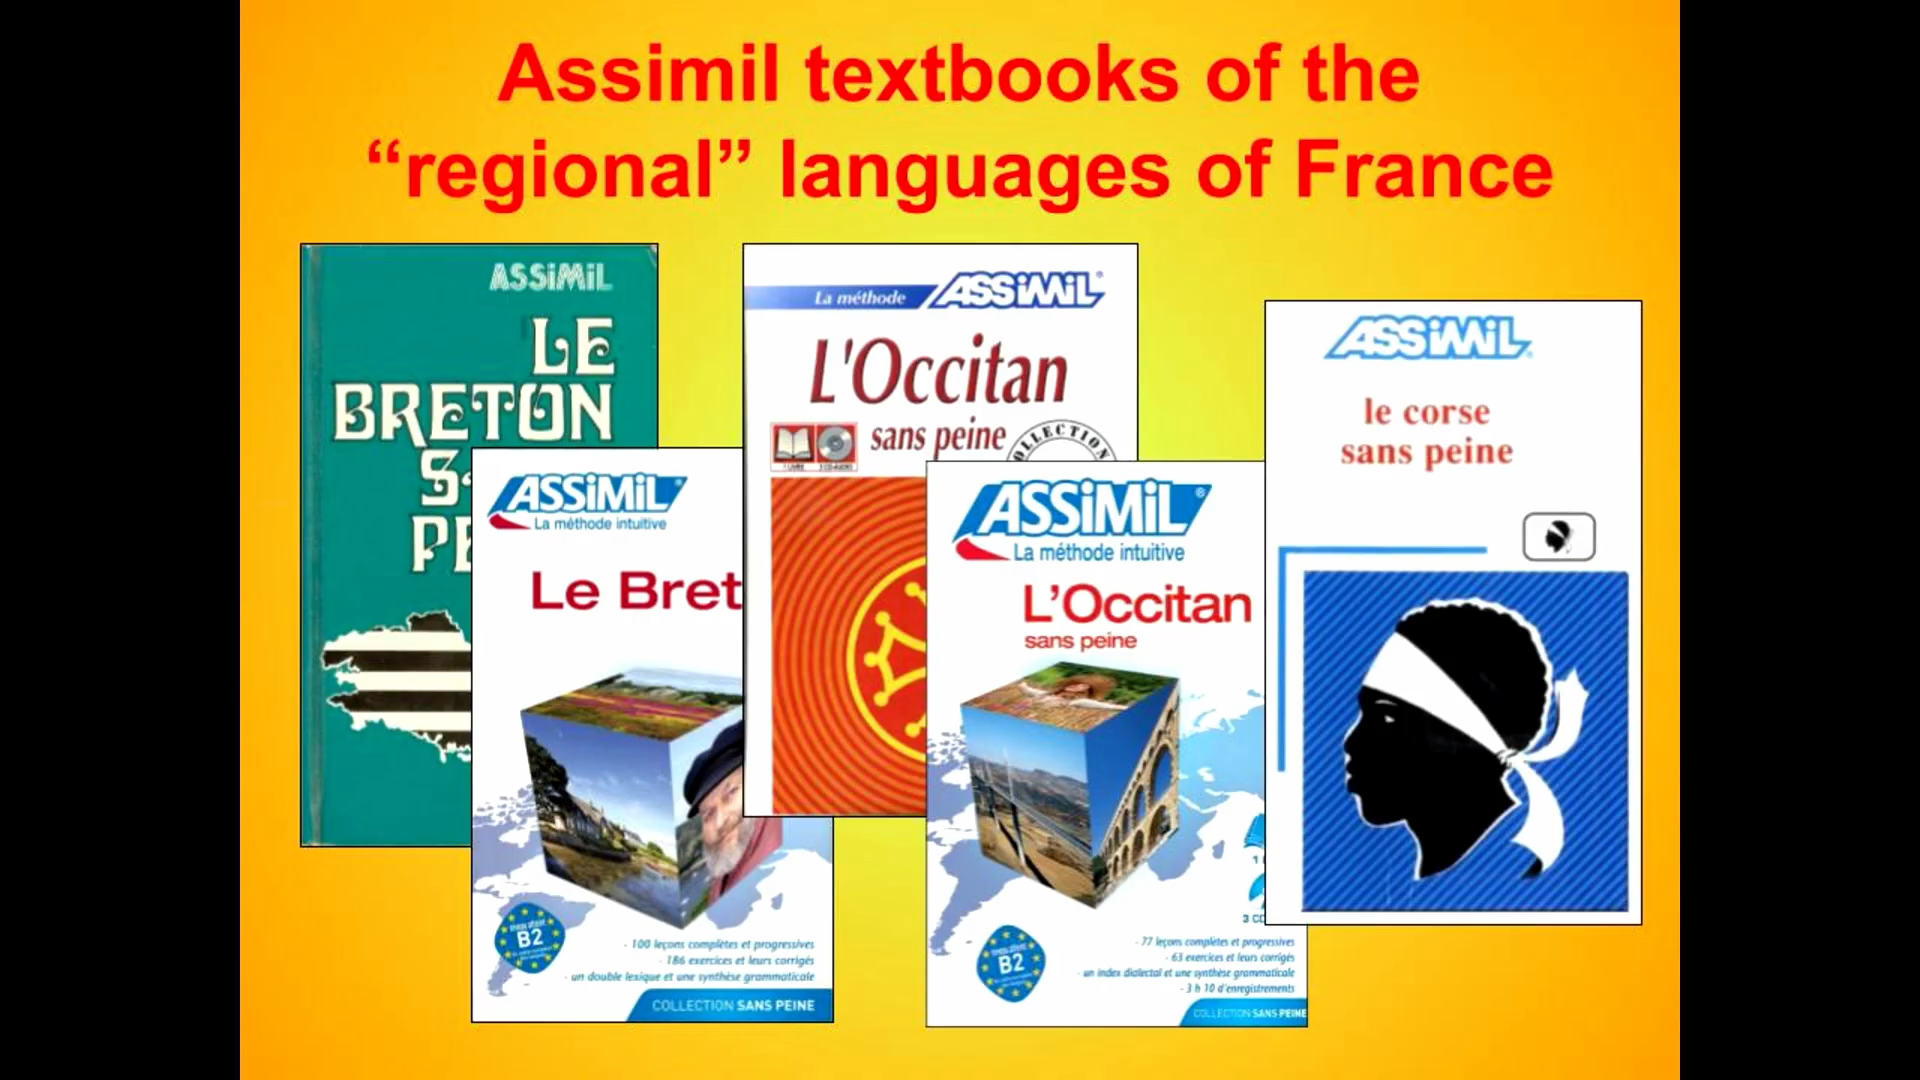 Assimil textbooks of the
“regional” languages of France
ASSiMiL
LE
BRETON
ASSiMiL®
La méthode intuitive
Le Bret
B2
- 100 leçons complètes et progressives
- 186 exercices et leurs corrigés
- un double lexique et une synthèse grammaticale
COLLECTION SANS PEINE
La méthode ASSiMiL®
L'Occitan
sans peine
COLLECTION
1 LIVRE
ASSiMiL®
La méthode intuitive
L'Occitan
sans peine
B2
- 77 leçons complètes et progressives
- 63 exercices et leurs corrigés
- un index dialectal et une synthèse grammaticale
- 3 h 10 d'enregistrements
COLLECTION SANS PEINE
ASSiMiL®
le corse
sans peine